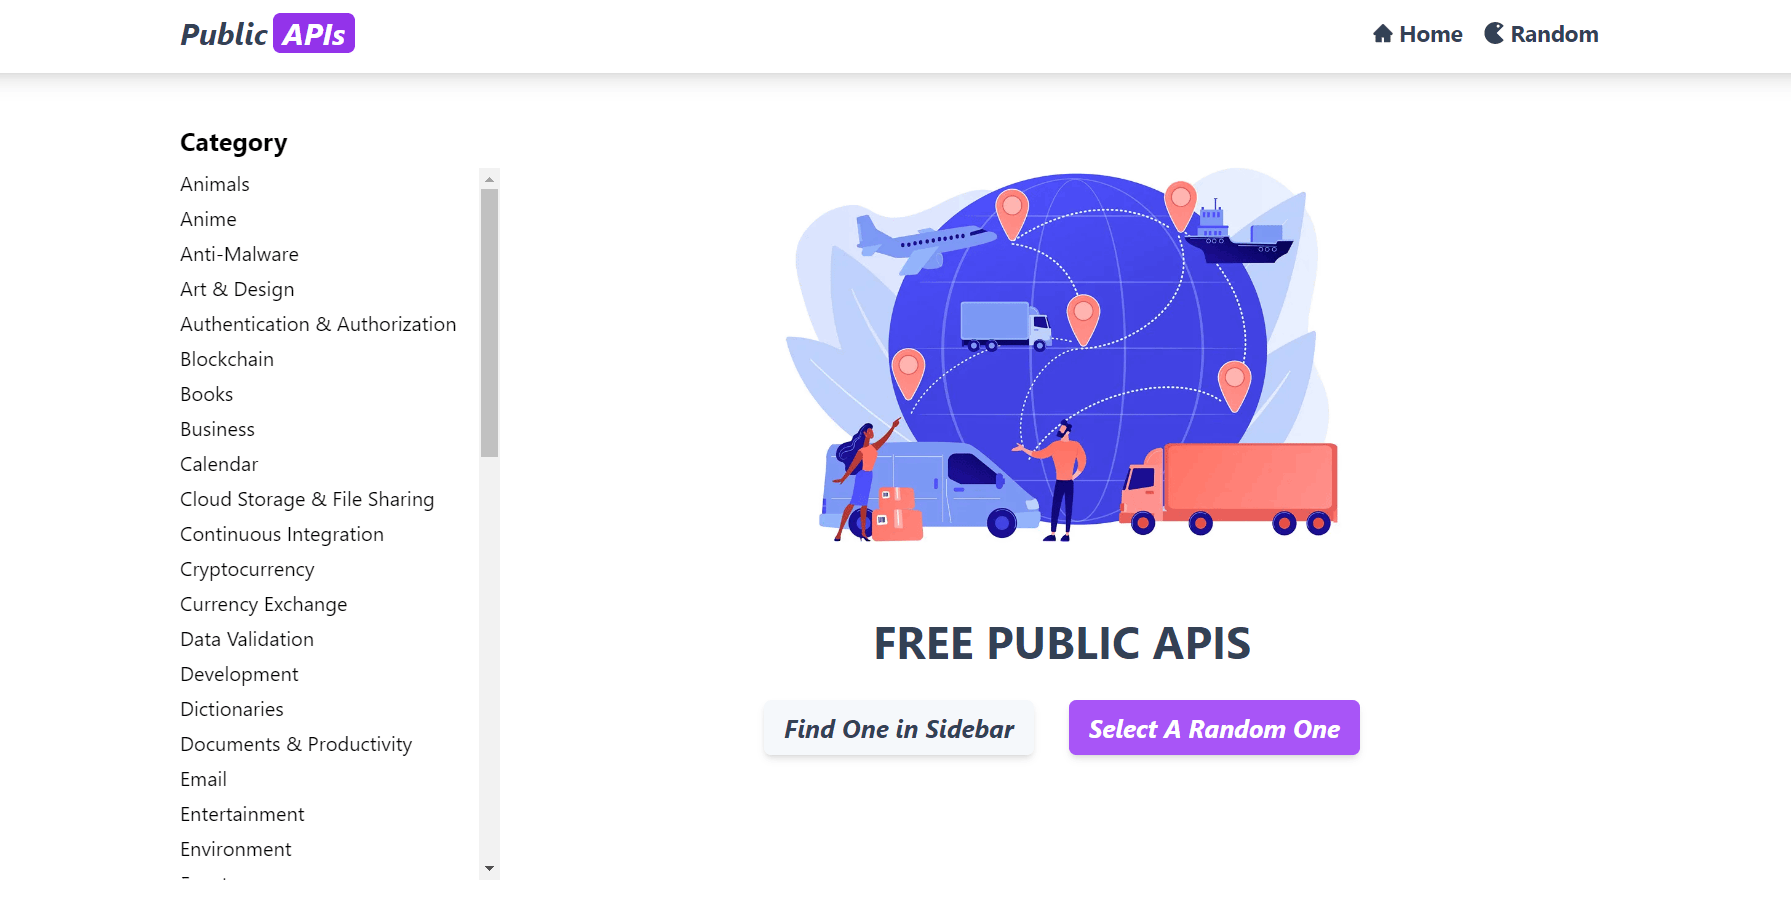 Public APIs
Home Random
Category
Animals
Anime
Anti-Malware
Art & Design
Authentication & Authorization
Blockchain
Books
Business
Calendar
Cloud Storage & File Sharing
Continuous Integration
Cryptocurrency
Currency Exchange
Data Validation
Development
Dictionaries
Documents & Productivity
Email
Entertainment
Environment
FREE PUBLIC APIS
Find One in Sidebar
Select A Random One